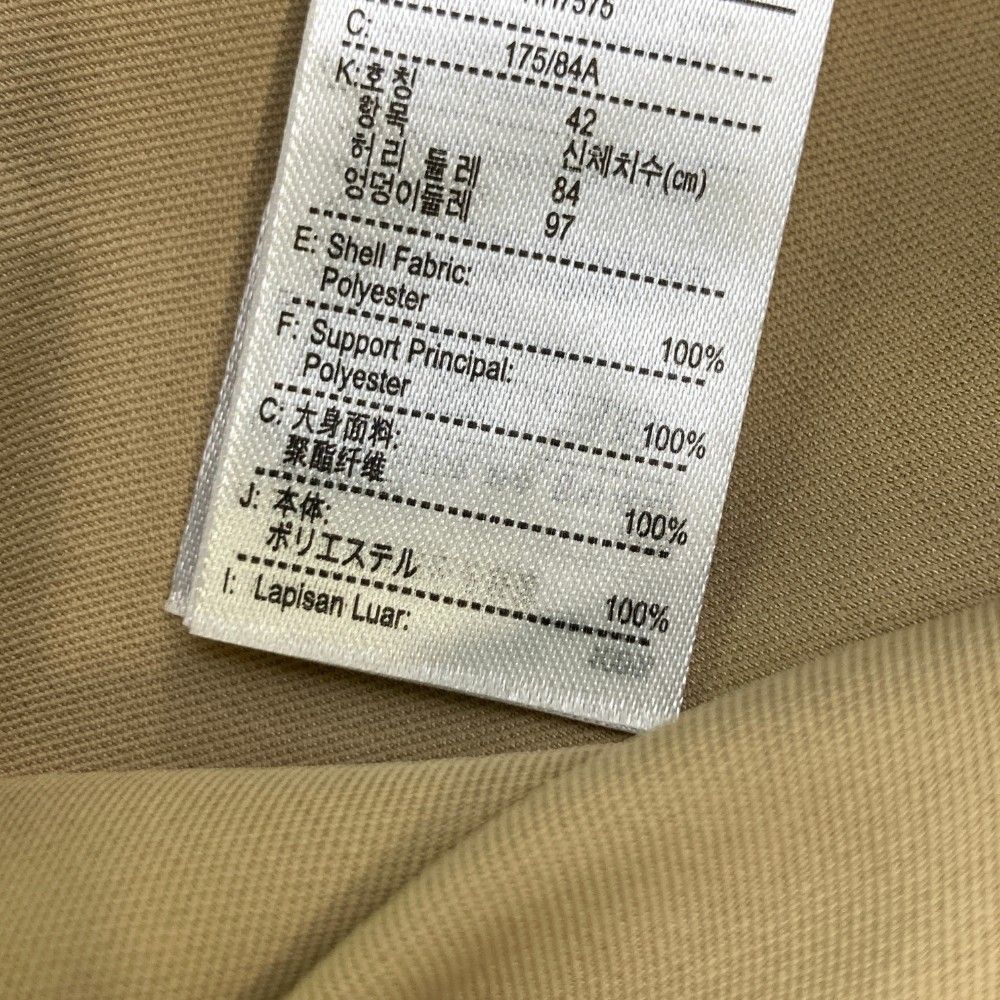 C:
175/84A
K: 호칭 42
항목 신체치수(cm)
허리 둘레 84
엉덩이둘레 97
E: Shell Fabric:
Polyester 100%
F: Support Principal:
Polyester 100%
C: 大身面料:
聚酯纤维 100%
J: 本体:
ポリエステル 100%
I: Lapisan Luar: